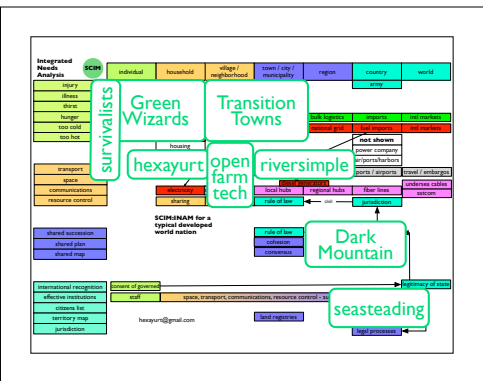 Integrated
Needs
Analysis
SCIM
individual
household
village /
neighborhood
town / city /
municipality
region
country
world
army
injury
illness
thirst
hunger
too cold
too hot
survivalists
Green
Wizards
Transition
Towns
bulk logistics
imports
intl markets
national grid
fuel imports
intl markets
not shown
power company
air/ports/harbors
housing
hexayurt
open
farm
tech
riversimple
transport
space
communications
resource control
ports / airports
travel / embargos
electricity
diesel generators
undersea cables
satcom
sharing
local hubs
regional hubs
fiber lines
rule of law
civil
jurisdiction
SCIM:INAM for a
typical developed
world nation
shared succession
shared plan
shared map
rule of law
cohesion
consensus
Dark
Mountain
international recognition
effective institutions
citizens list
territory map
jurisdiction
consent of governed
legitimacy of state
staff
space, transport, communications, resource control - su
seasteading
hexayurt@gmail.com
land registries
legal processes